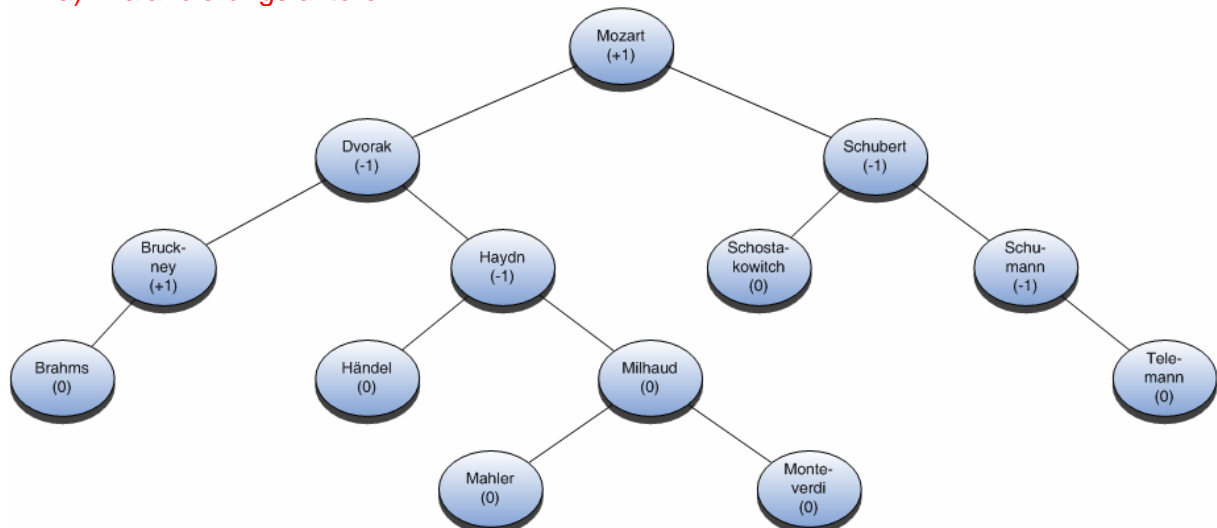 Mozart
(+1)
Dvorak
(-1)
Schubert
(-1)
Bruck-
ney
(+1)
Haydn
(-1)
Schosta-
kowitch
(0)
Schu-
mann
(-1)
Brahms
(0)
Händel
(0)
Milhaud
(0)
Tele-
mann
(0)
Mahler
(0)
Monte-
verdi
(0)